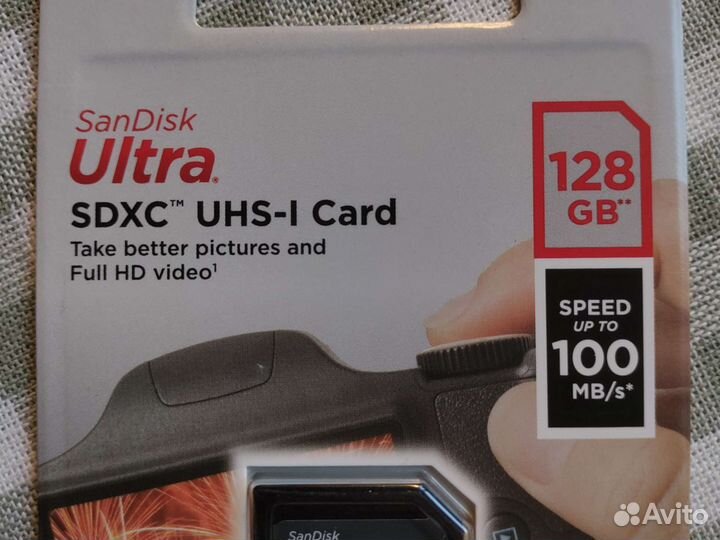 SanDisk
Ultra®
SDXC™ UHS-I Card
Take better pictures and
Full HD video¹
128
GB**
SPEED
UP TO
100
MB/s*
SanDisk
Avito